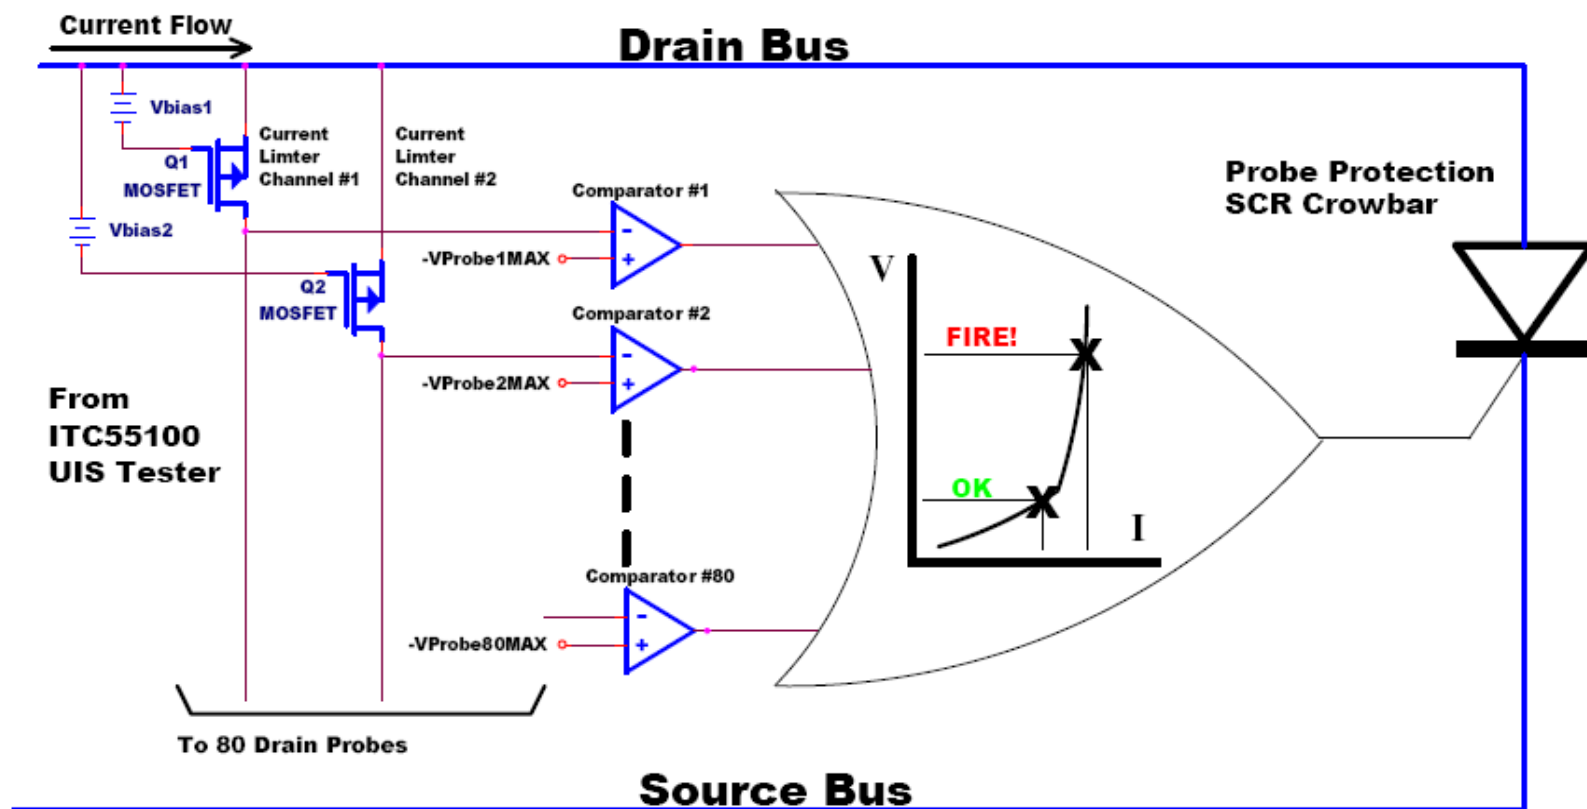 Current Flow
Drain Bus
Vbias1
Current
Limter
Channel #1
Current
Limter
Channel #2
Q1
MOSFET
Probe Protection
SCR Crowbar
Comparator #1
Vbias2
-
-VProbe1MAX
+
V
Q2
MOSFET
Comparator #2
FIRE!
-
-VProbe2MAX
+
From
ITC55100
UIS Tester
OK
I
Comparator #80
-
-VProbe80MAX
+
To 80 Drain Probes
Source Bus